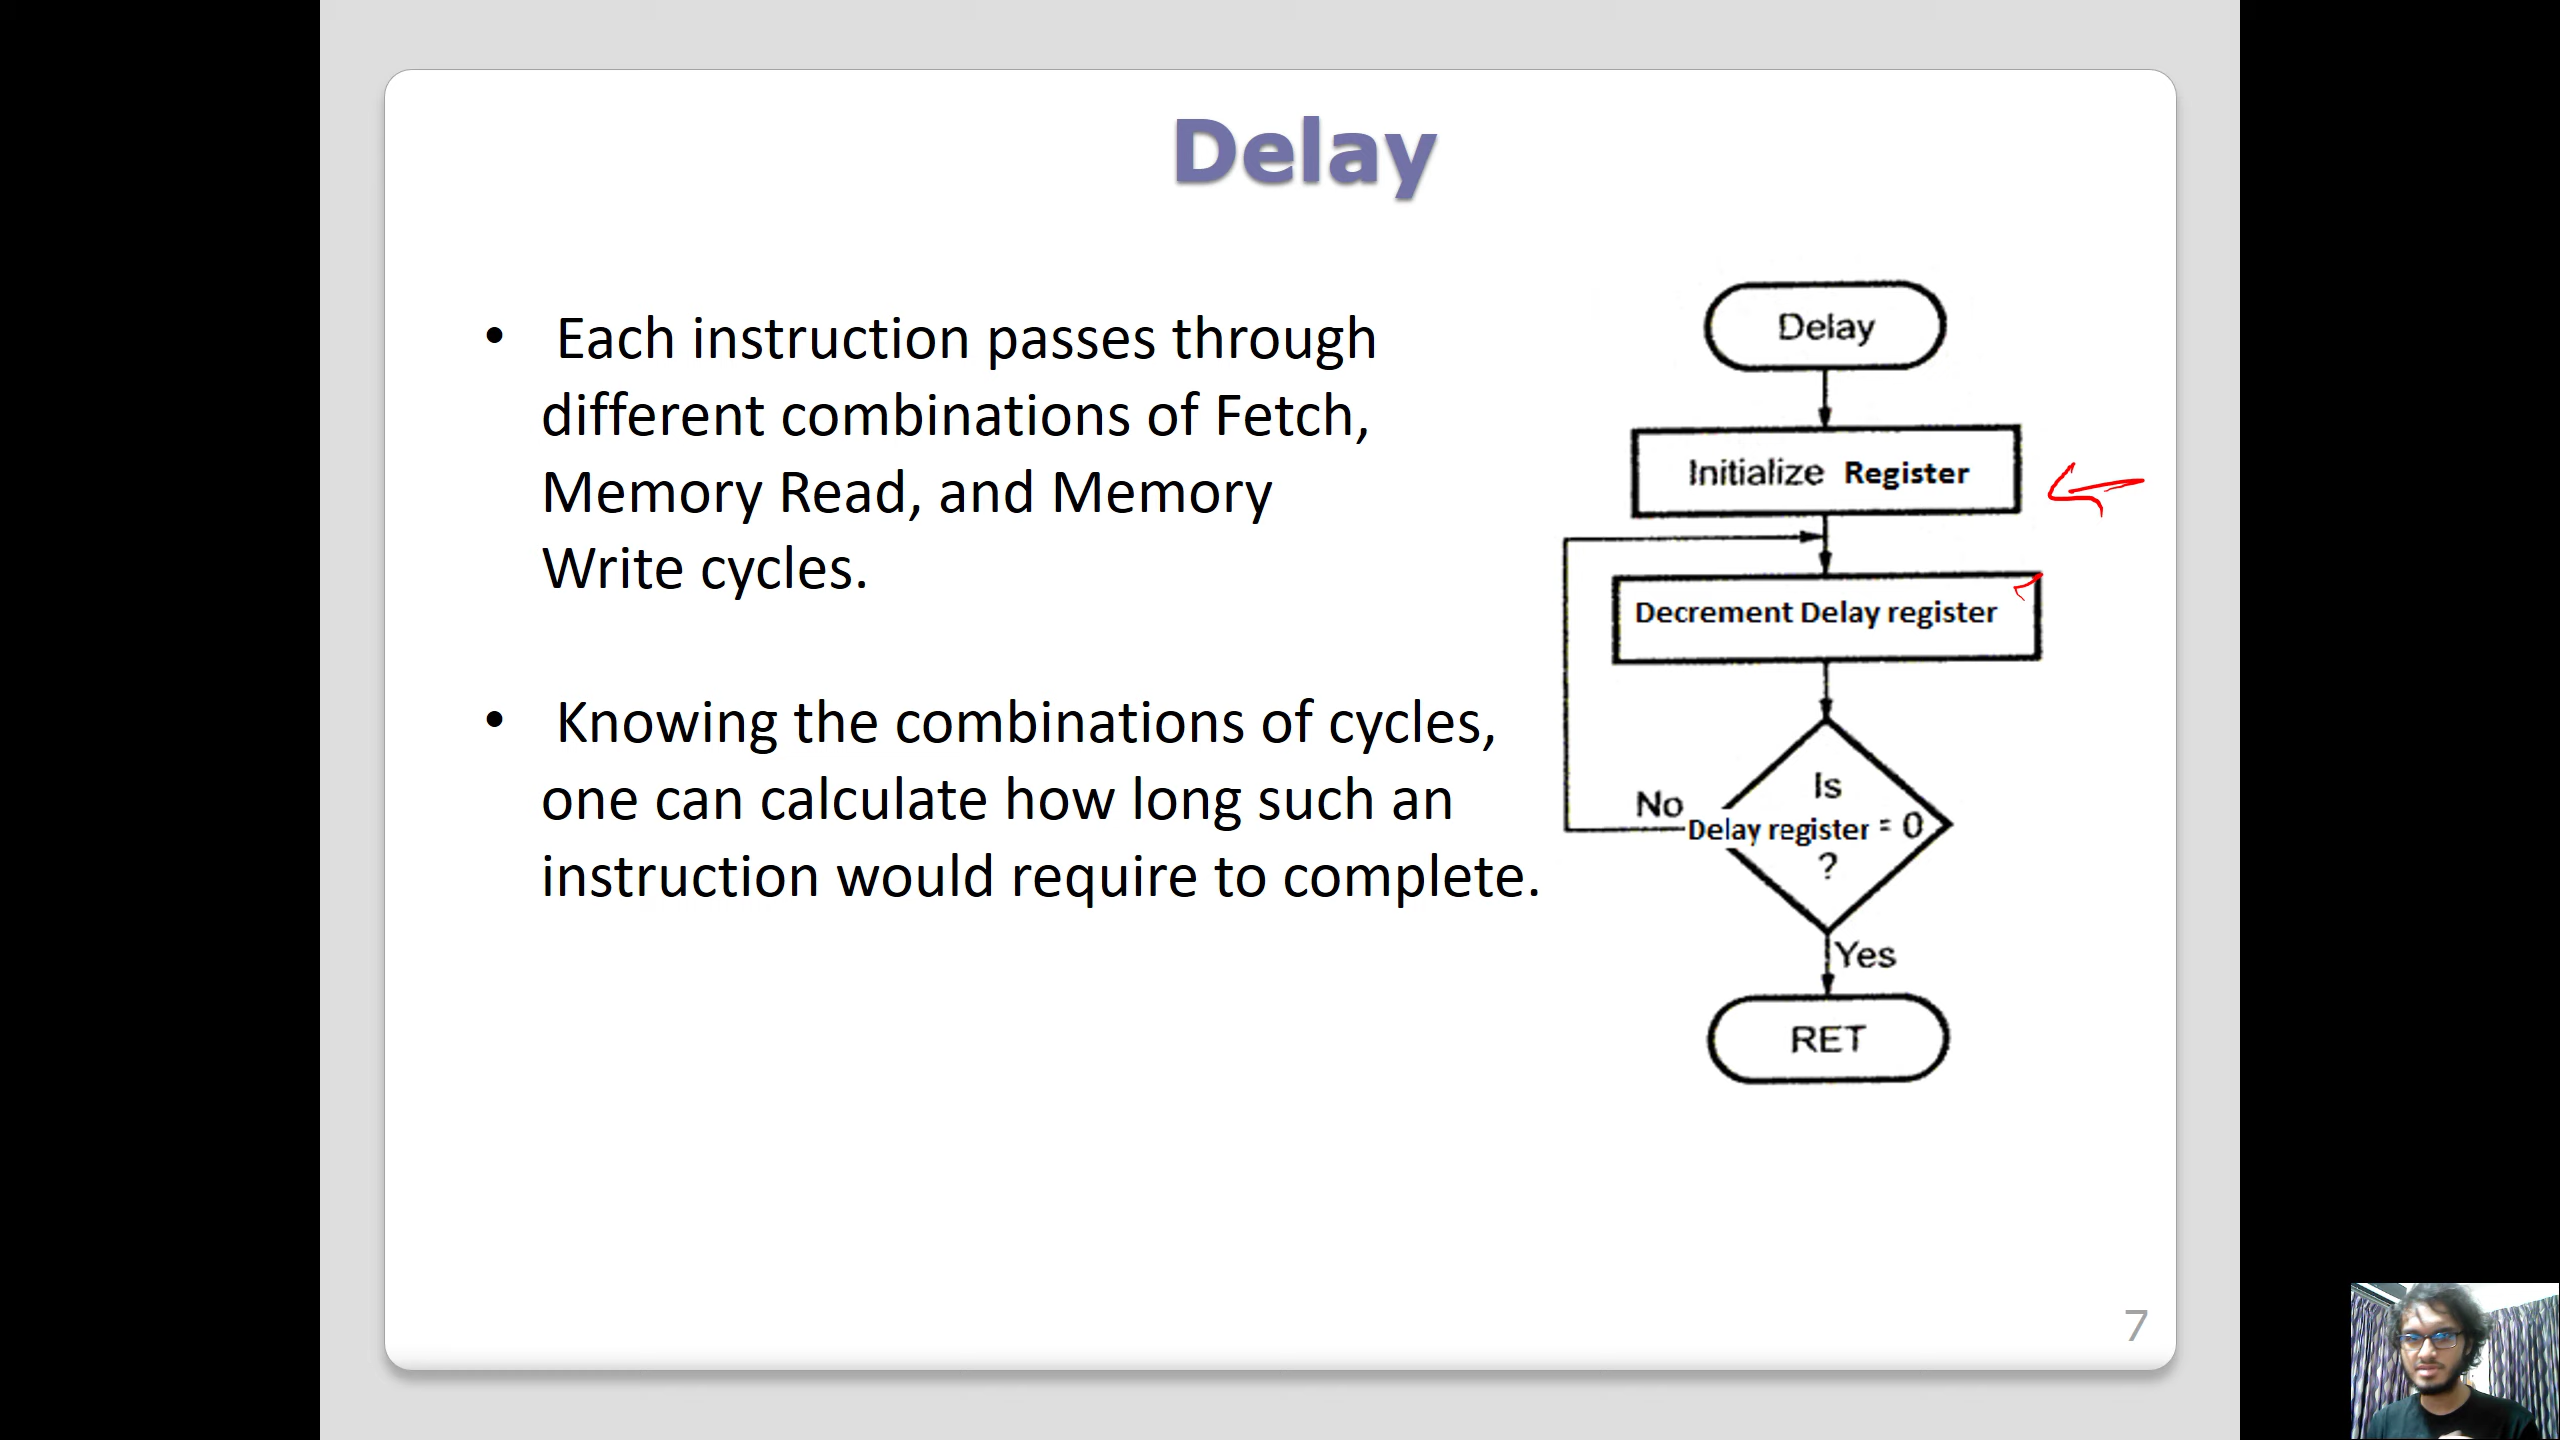 Delay
• Each instruction passes through
different combinations of Fetch,
Memory Read, and Memory
Write cycles.
• Knowing the combinations of cycles,
one can calculate how long such an
instruction would require to complete.
Delay
Initialize Register
Decrement Delay register
Is
No
Delay register = 0
?
Yes
RET
7